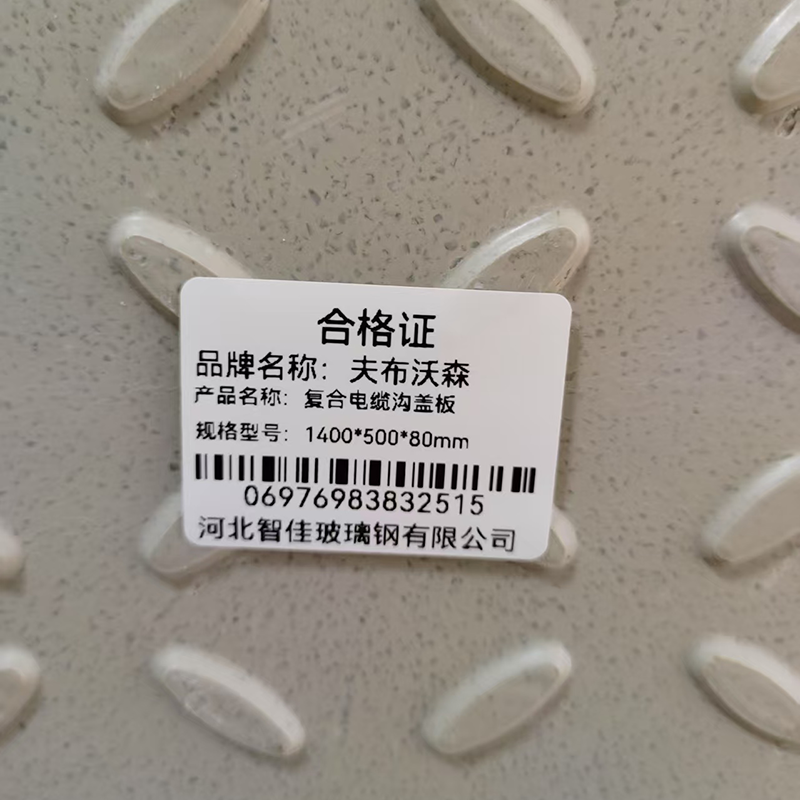 合格证
品牌名称：夫布沃森
产品名称：复合电缆沟盖板
规格型号：1400*500*80mm
06976983832515
河北智佳玻璃钢有限公司